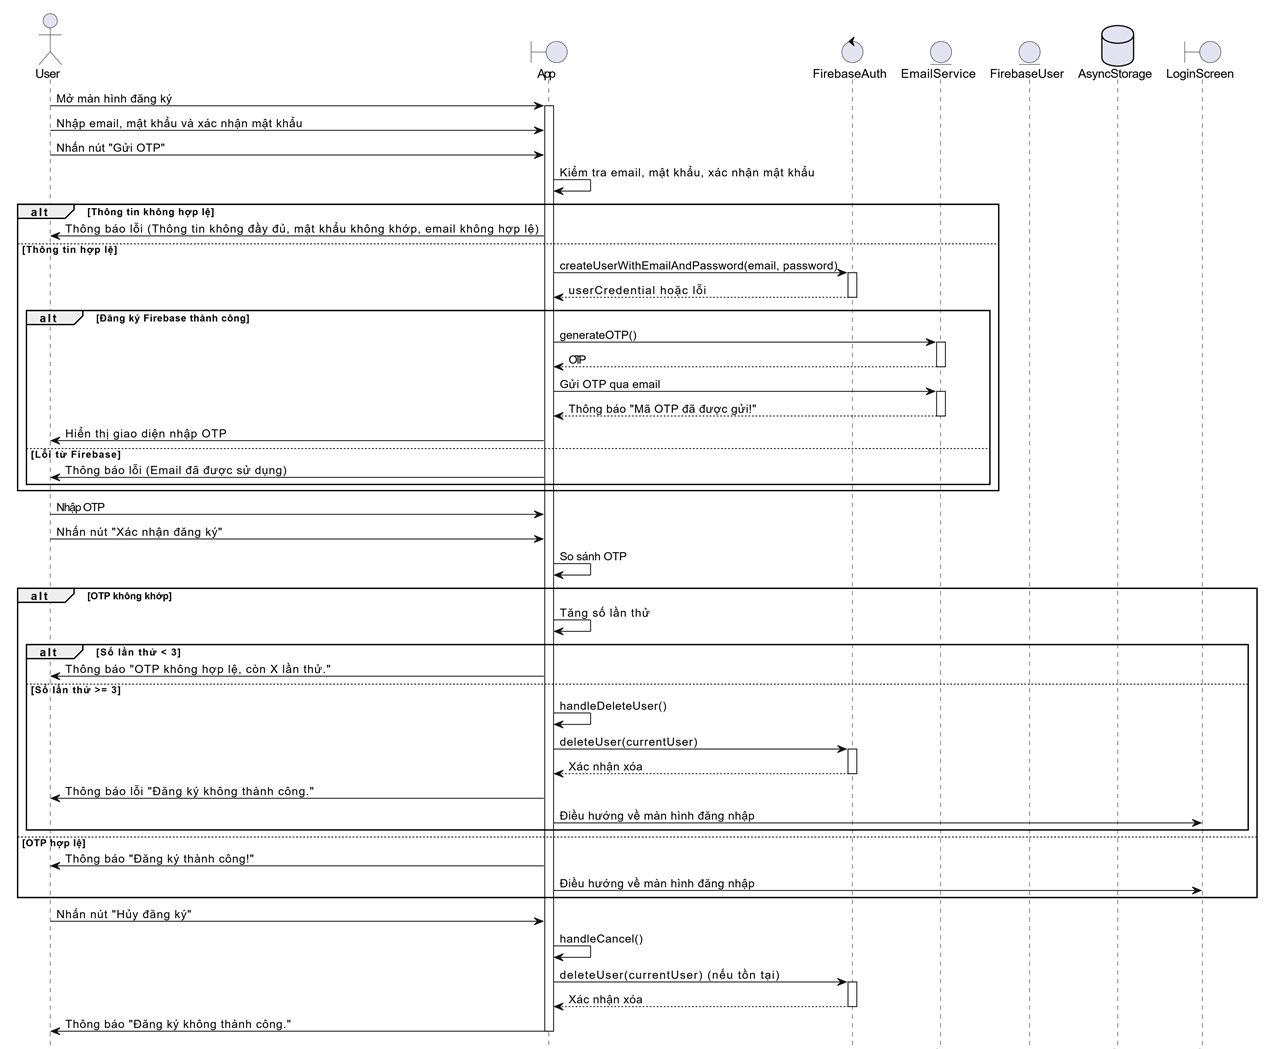 User
App
FirebaseAuth
EmailService
FirebaseUser
AsyncStorage
LoginScreen
Mở màn hình đăng ký
Nhập email, mật khẩu và xác nhận mật khẩu
Nhấn nút "Gửi OTP"
Kiểm tra email, mật khẩu, xác nhận mật khẩu
alt [Thông tin không hợp lệ]
Thông báo lỗi (Thông tin không đầy đủ, mật khẩu không khớp, email không hợp lệ)
[Thông tin hợp lệ]
createUserWithEmailAndPassword(email, password)
userCredential hoặc lỗi
alt [Đăng ký Firebase thành công]
generateOTP()
OTP
Gửi OTP qua email
Thông báo "Mã OTP đã được gửi!"
Hiển thị giao diện nhập OTP
[Lỗi từ Firebase]
Thông báo lỗi (Email đã được sử dụng)
Nhập OTP
Nhấn nút "Xác nhận đăng ký"
So sánh OTP
alt [OTP không khớp]
Tăng số lần thử
alt [Số lần thử < 3]
Thông báo "OTP không hợp lệ, còn X lần thử."
[Số lần thử >= 3]
handleDeleteUser()
deleteUser(currentUser)
Xác nhận xóa
Thông báo lỗi "Đăng ký không thành công."
Điều hướng về màn hình đăng nhập
[OTP hợp lệ]
Thông báo "Đăng ký thành công!"
Điều hướng về màn hình đăng nhập
Nhấn nút "Hủy đăng ký"
handleCancel()
deleteUser(currentUser) (nếu tồn tại)
Xác nhận xóa
Thông báo "Đăng ký không thành công."